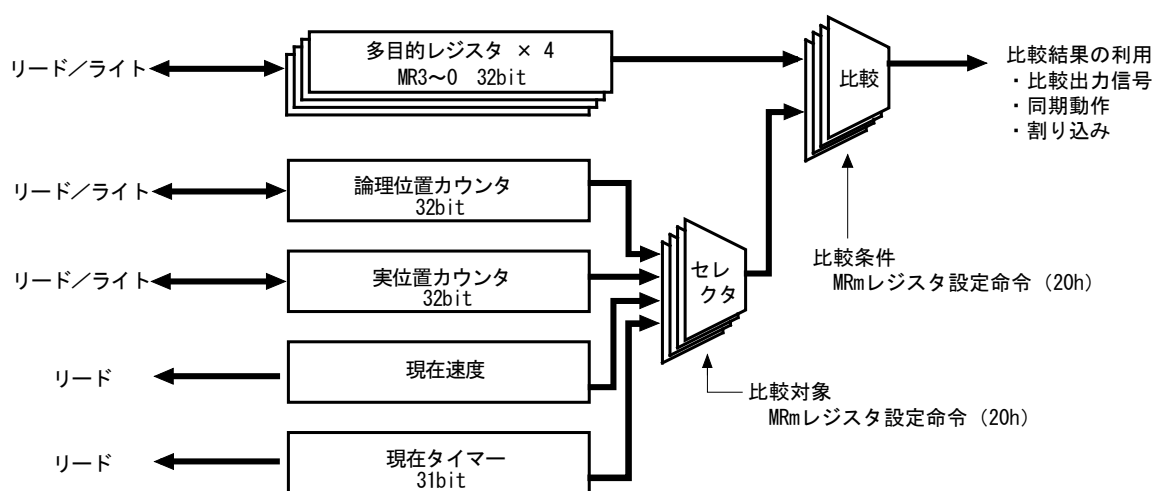 リード／ライト
多目的レジスタ × 4
MR3～0 32bit
比較
比較結果の利用
・比較出力信号
・同期動作
・割り込み
リード／ライト
論理位置カウンタ
32bit
リード／ライト
実位置カウンタ
32bit
セレ
クタ
比較条件
MRmレジスタ設定命令（20h）
リード
現在速度
比較対象
MRmレジスタ設定命令（20h）
リード
現在タイマー
31bit